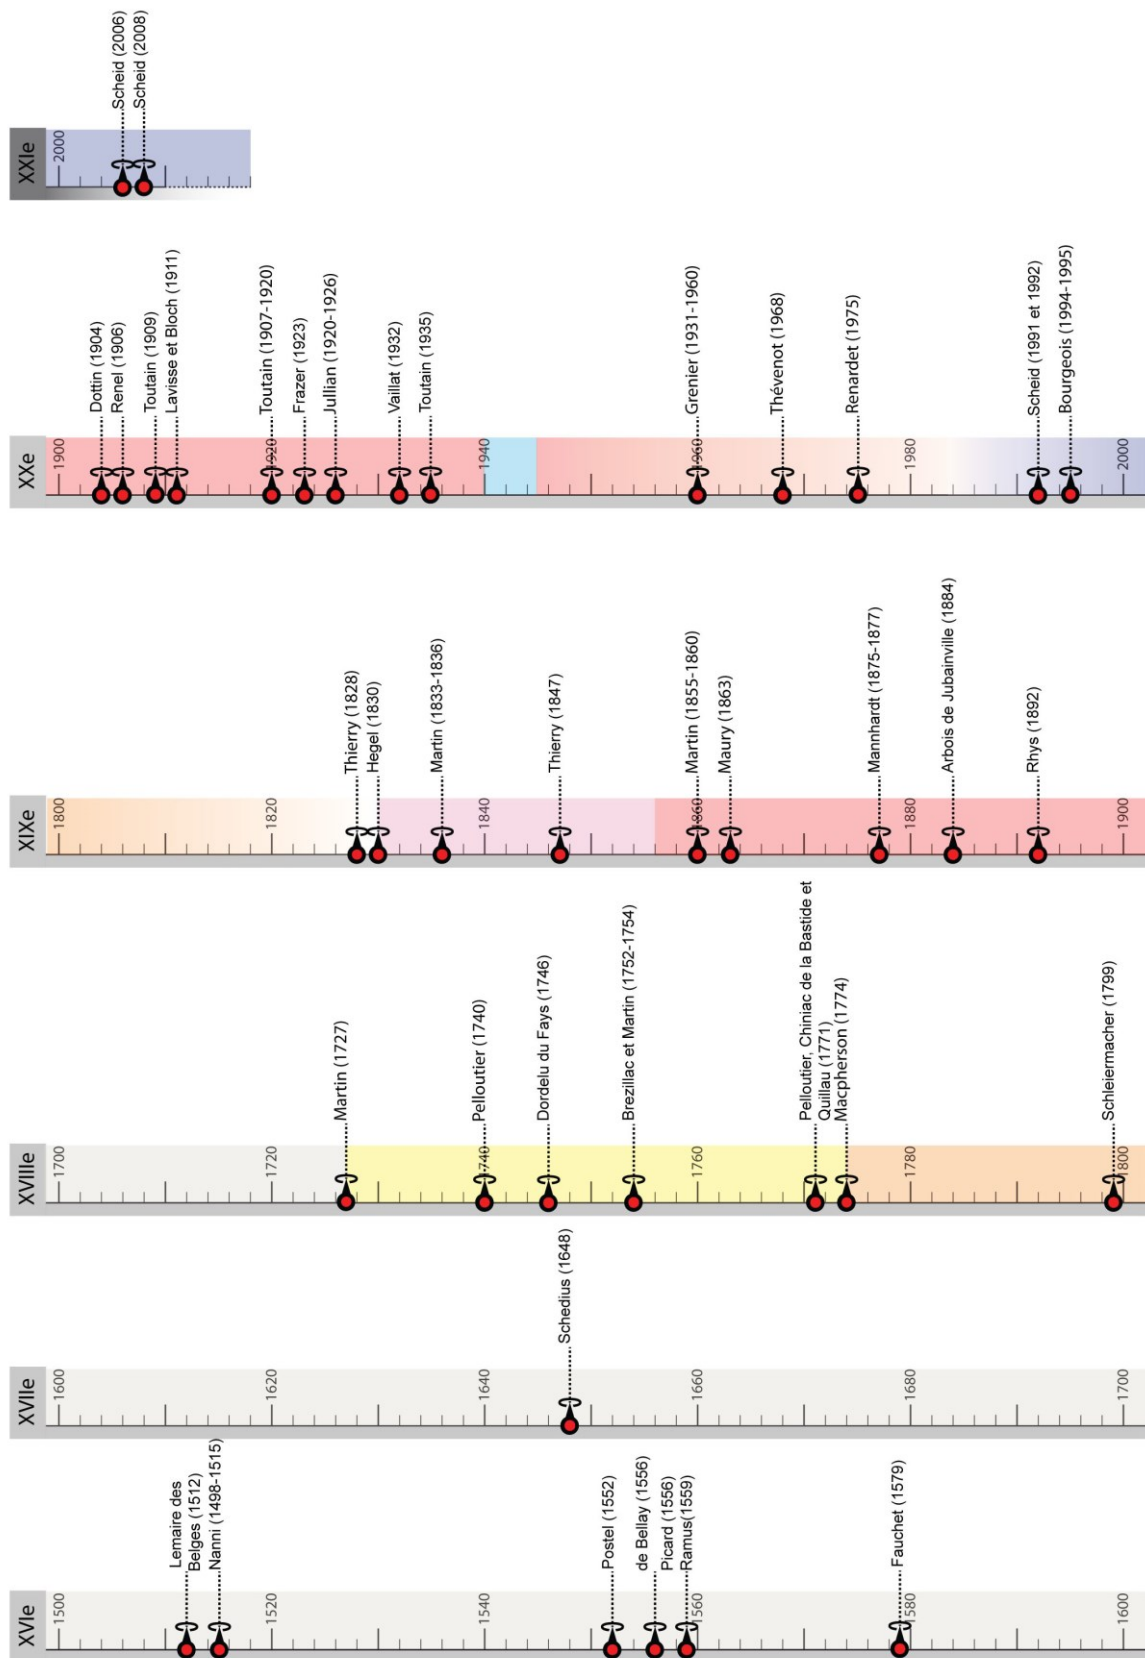 XVIe
1500
1520
1540
1560
1580
1600
Lemaire des
Belges (1512)
Nanni (1498-1515)
Postel (1552)
de Bellay (1556)
Picard (1556)
Ramus(1559)
Fauchet (1579)
XVIIe
1600
1620
1640
1660
1680
1700
Schedius (1648)
XVIIIe
1700
1720
1740
1760
1780
1800
Martin (1727)
Pelloutier (1740)
Dordelu du Fays (1746)
Brezillac et Martin (1752-1754)
Pelloutier, Chiniac de la Bastide et
Quillau (1771)
Macpherson (1774)
Schleiermacher (1799)
XIXe
1800
1820
1840
1860
1880
1900
Thierry (1828)
Hegel (1830)
Martin (1833-1836)
Thierry (1847)
Martin (1855-1860)
Maury (1863)
Mannhardt (1875-1877)
Arbois de Jubainville (1884)
Rhys (1892)
XXe
1900
1920
1940
1960
1980
2000
Dottin (1904)
Renel (1906)
Toutain (1909)
Lavisse et Bloch (1911)
Toutain (1907-1920)
Frazer (1923)
Jullian (1920-1926)
Vaillat (1932)
Toutain (1935)
Grenier (1931-1960)
Thévenot (1968)
Renardet (1975)
Scheid (1991 et 1992)
Bourgeois (1994-1995)
XXIe
2000
Scheid (2006)
Scheid (2008)